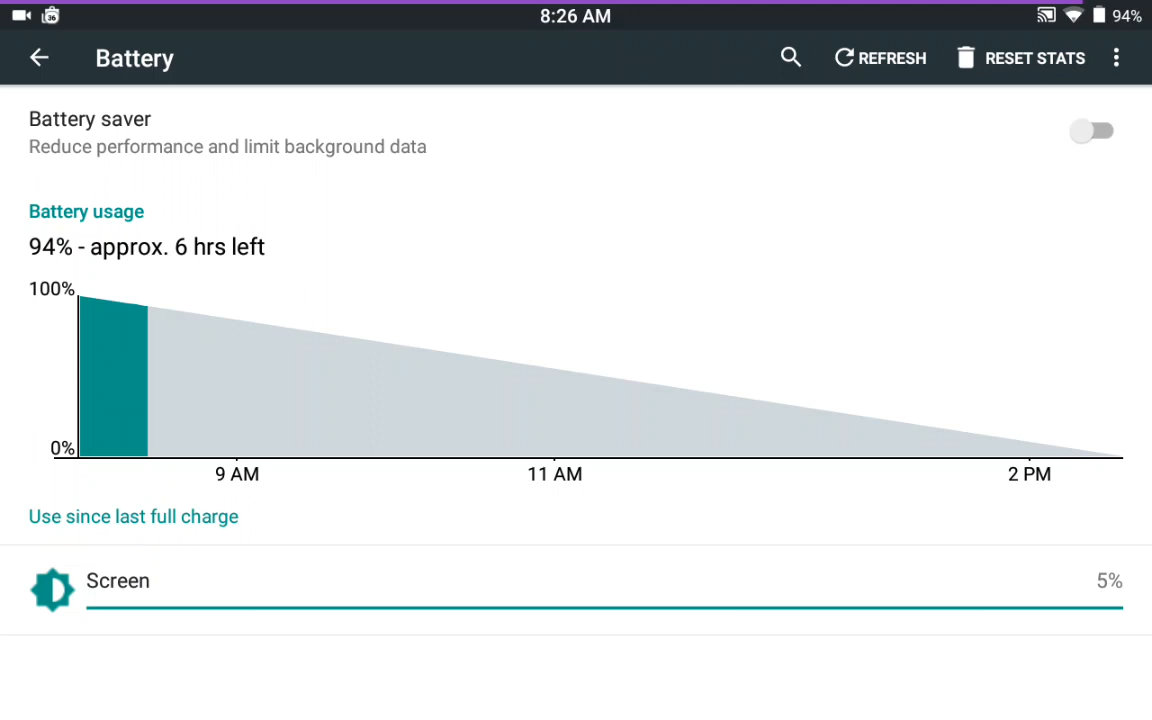 36 8:26 AM 94%
Battery REFRESH RESET STATS
Battery saver
Reduce performance and limit background data
Battery usage
94% - approx. 6 hrs left
100%
0%
9 AM 11 AM 2 PM
Use since last full charge
Screen 5%